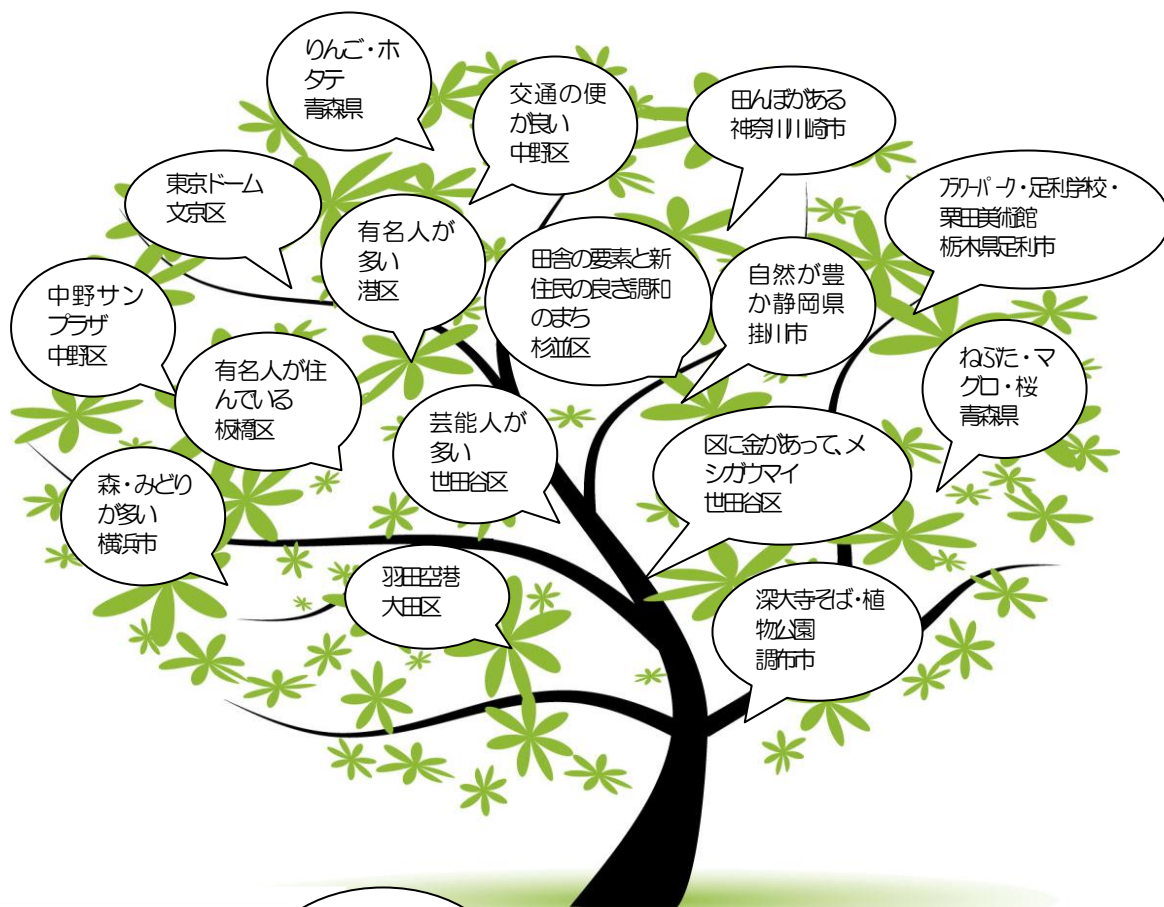 りんご・ホ
タテ
青森県
交通の便
が良い
中野区
田んぼがある
神奈川川崎市
東京ドーム
文京区
有名人が
多い
港区
田舎の要素と新
住民の良き調和
のまち
杉並区
自然が豊
か静岡県
掛川市
フラワーパーク・足利学校・
栗田美術館
栃木県足利市
中野サン
プラザ
中野区
有名人が住
んでいる
板橋区
芸能人が
多い
世田谷区
区に金があって、メ
シガウマイ
世田谷区
ねぶた・マ
グロ・桜
青森県
森・みどり
が多い
横浜市
羽田空港
大田区
深大寺そば・植
物公園
調布市